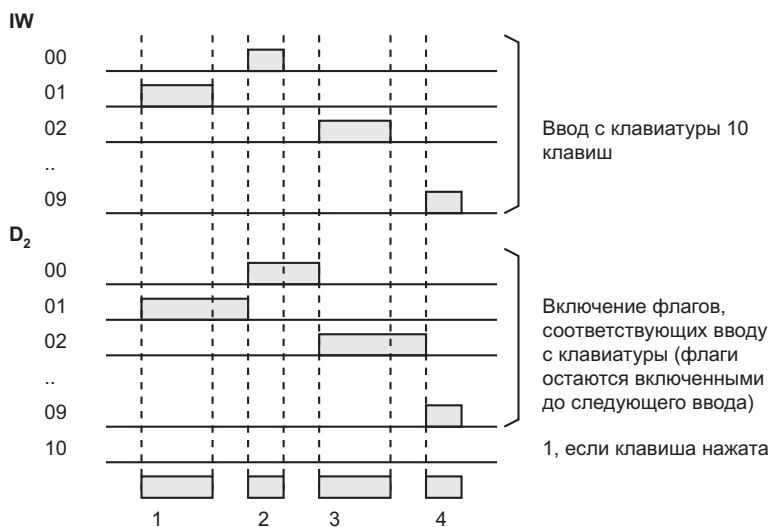 IW
00
01
02
..
09
Ввод с клавиатуры 10
клавиш
D2
00
01
02
..
09
10
Включение флагов,
соответствующих вводу
с клавиатуры (флаги
остаются включенными
до следующего ввода)
1, если клавиша нажата
1 2 3 4